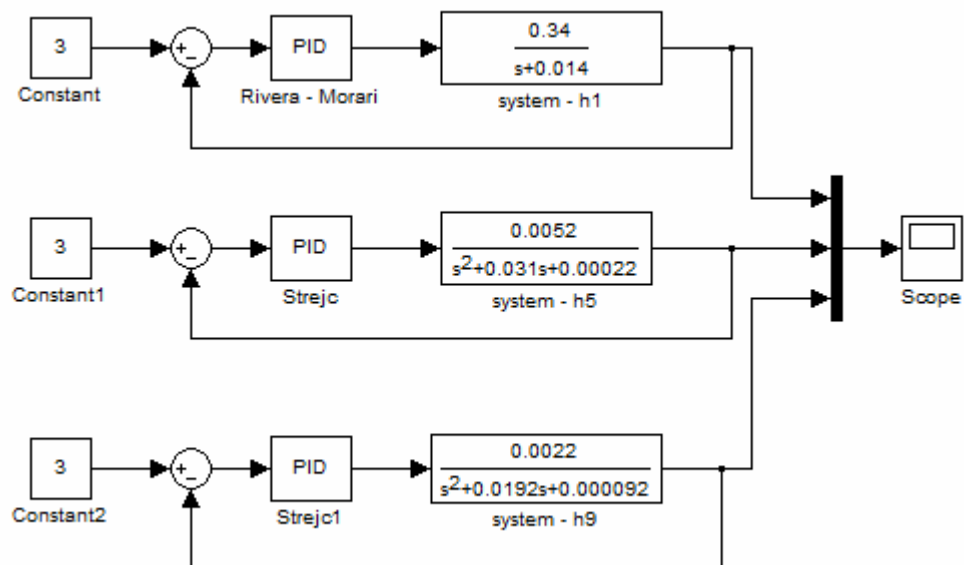 3
Constant
+
−
PID
Rivera - Morari
0.34
s+0.014
system - h1
3
Constant1
+
−
PID
Strejc
0.0052
s²+0.031s+0.00022
system - h5
Scope
3
Constant2
+
−
PID
Strejc1
0.0022
s²+0.0192s+0.000092
system - h9